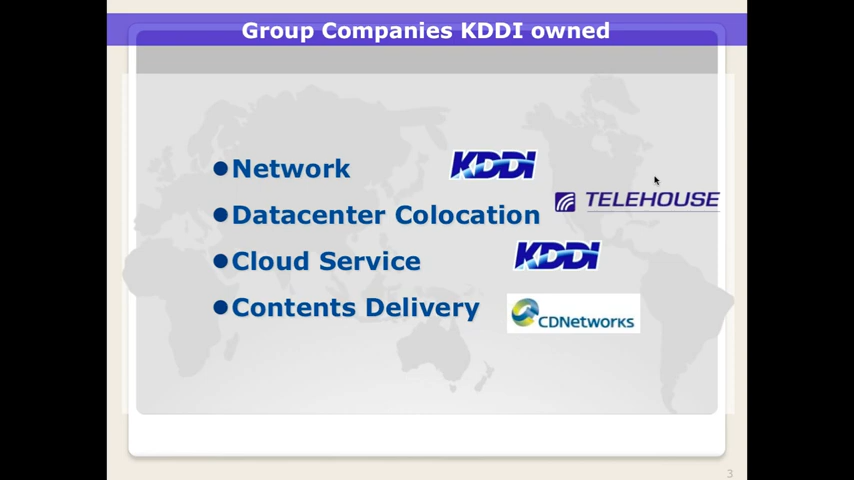 Group Companies KDDI owned
●Network KDDI
●Datacenter Colocation TELEHOUSE
●Cloud Service KDDI
●Contents Delivery CDNetworks
3